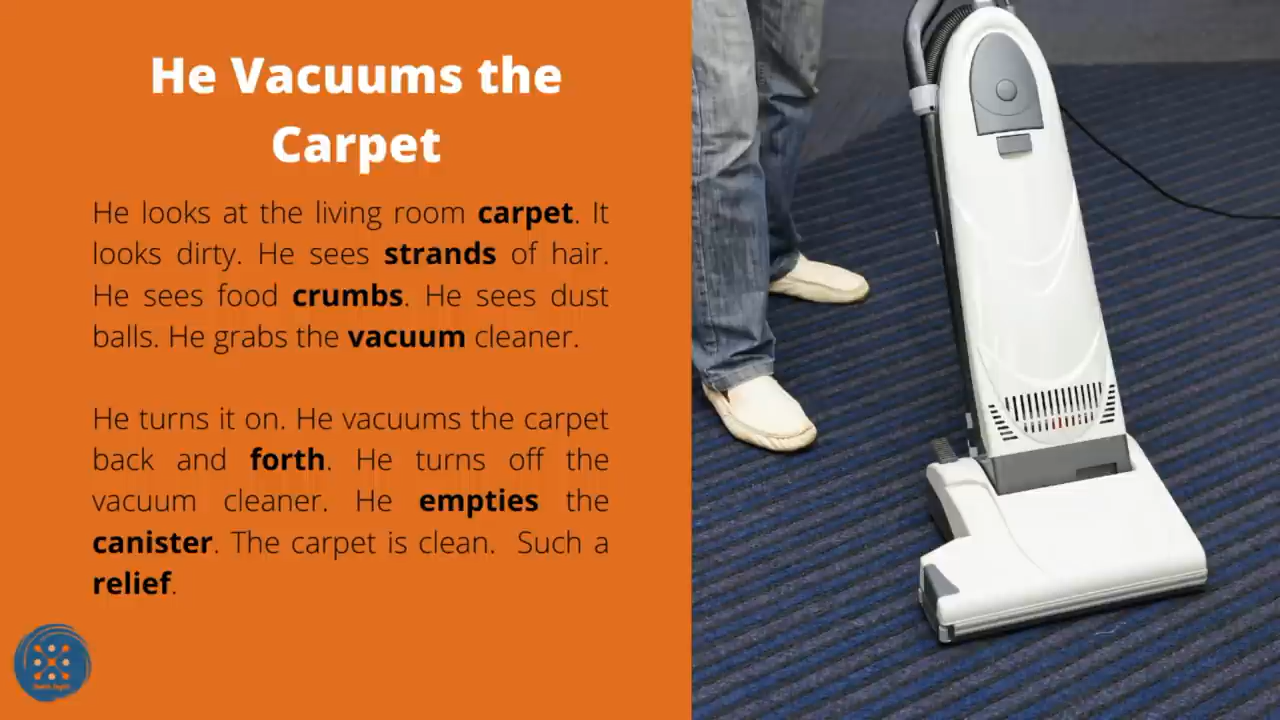 He Vacuums the
Carpet
He looks at the living room carpet. It
looks dirty. He sees strands of hair.
He sees food crumbs. He sees dust
balls. He grabs the vacuum cleaner.
He turns it on. He vacuums the carpet
back and forth. He turns off the
vacuum cleaner. He empties the
canister. The carpet is clean.  Such a
relief.